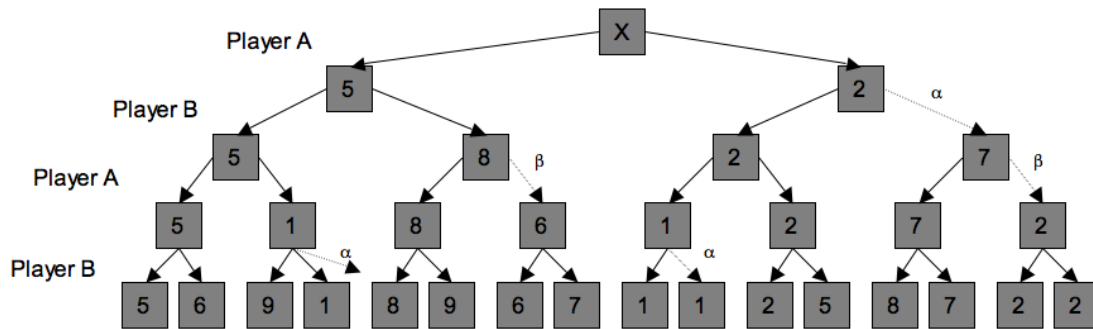 X
Player A
5 2
α
Player B
5 8 2 7
β β
Player A
5 1 8 6 1 2 7 2
α α
Player B
5 6 9 1 8 9 6 7 1 1 2 5 8 7 2 2